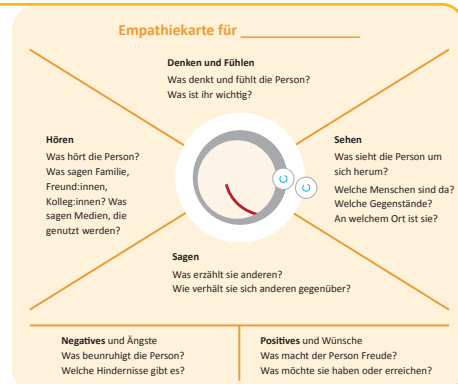 Empathiekarte für
Denken und Fühlen
Was denkt und fühlt die Person?
Was ist ihr wichtig?
Hören
Was hört die Person?
Was sagen Familie,
Freund:innen,
Kolleg:innen? Was
sagen Medien, die
genutzt werden?
Sehen
Was sieht die Person um
sich herum?
Welche Menschen sind da?
Welche Gegenstände?
An welchem Ort ist sie?
Sagen
Was erzählt sie anderen?
Wie verhält sie sich anderen gegenüber?
Negatives und Ängste
Was beunruhigt die Person?
Welche Hindernisse gibt es?
Positives und Wünsche
Was macht der Person Freude?
Was möchte sie haben oder erreichen?